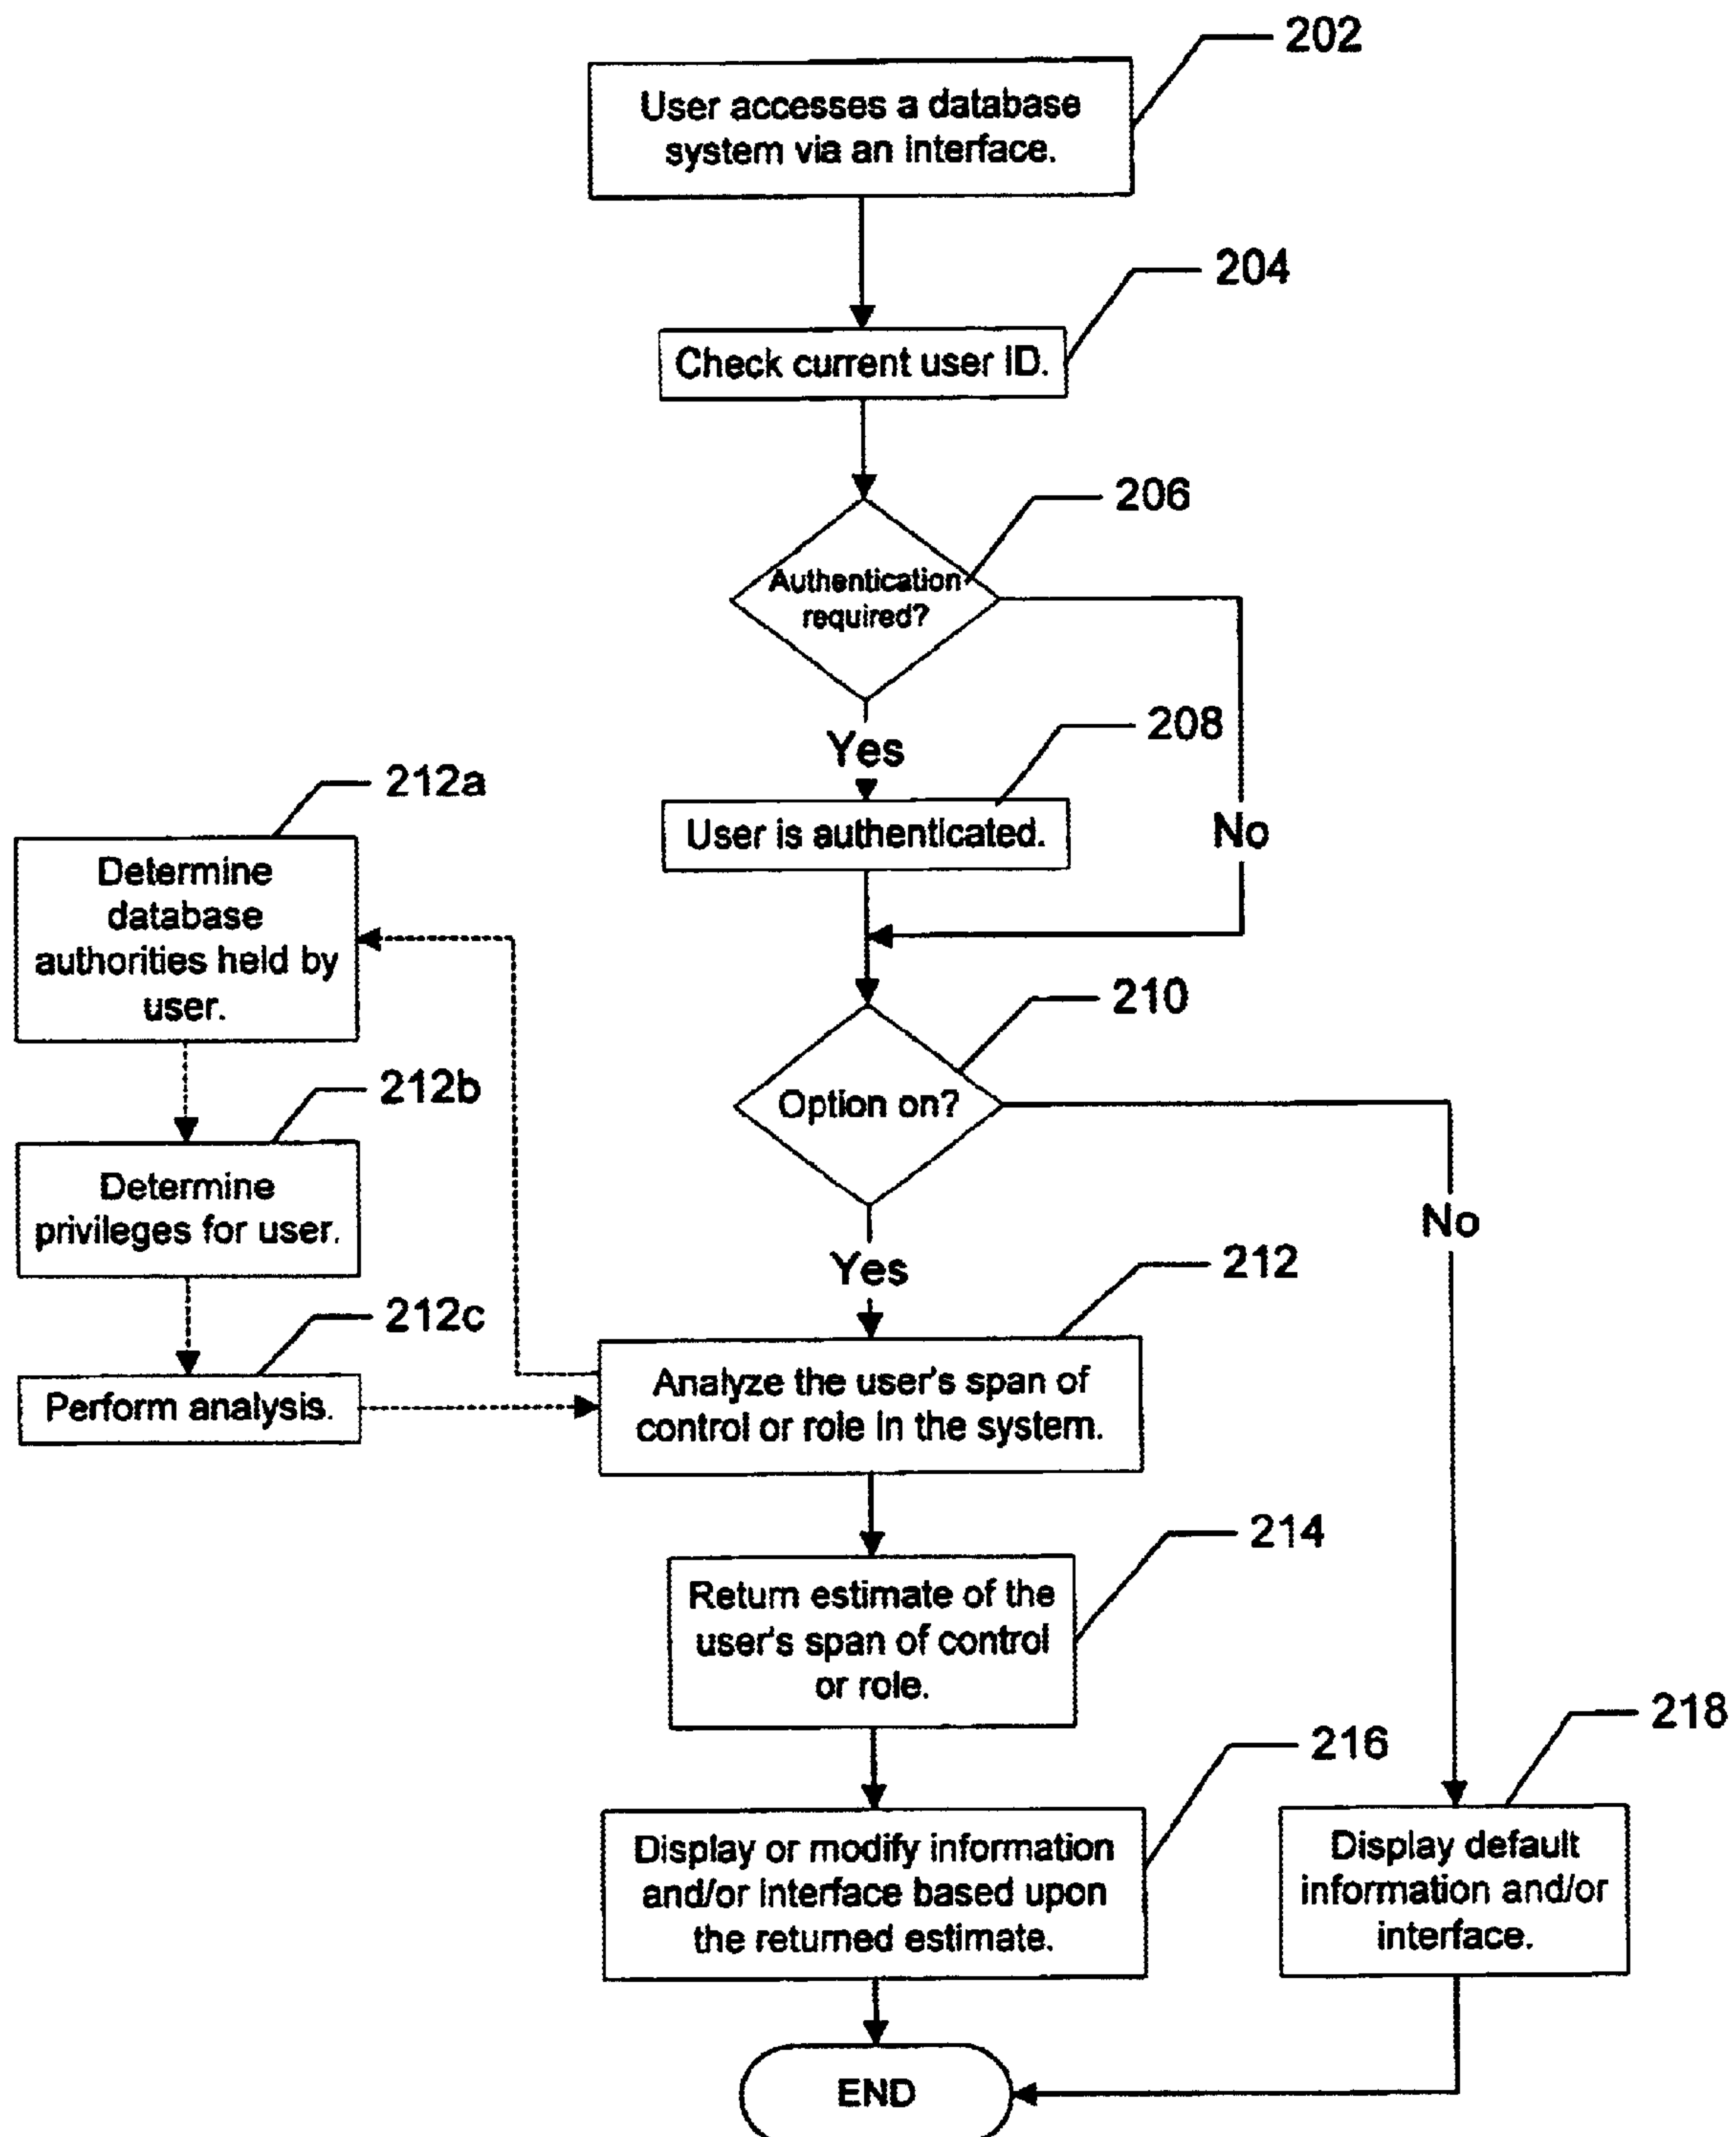 202
User accesses a database
system via an interface.
204
Check current user ID.
206
Authentication
required?
Yes
208
User is authenticated.
No
212a
Determine
database
authorities held by
user.
210
Option on?
212b
Determine
privileges for user.
No
Yes
212
212c
Perform analysis.
Analyze the user's span of
control or role in the system.
214
Return estimate of the
user's span of control
or role.
216
218
Display or modify information
and/or interface based upon
the returned estimate.
Display default
information and/or
interface.
END